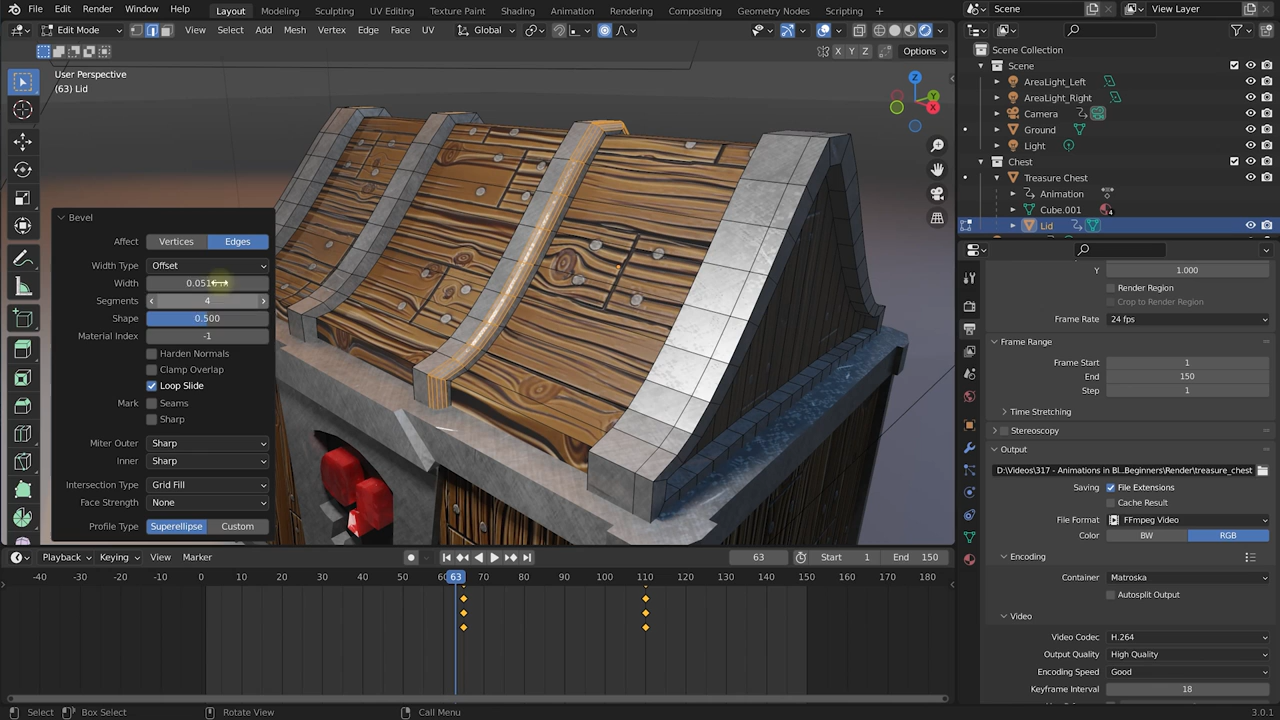 File Edit Render Window Help Layout Modeling Sculpting UV Editing Texture Paint Shading Animation Rendering Compositing Geometry Nodes Scripting + Scene View Layer
Edit Mode View Select Add Mesh Vertex Edge Face UV Global
X Y Z Options
User Perspective
(63) Lid
Z
Y
X
Bevel
Affect Vertices Edges
Width Type Offset
Width
Segments 4
Shape 0.500
Material Index -1
Harden Normals
Clamp Overlap
Loop Slide
Mark Seams
Sharp
Miter Outer Sharp
Inner Sharp
Intersection Type Grid Fill
Face Strength None
Profile Type Superellipse Custom
Scene Collection
Scene
AreaLight_Left
AreaLight_Right
Camera
Ground
Light
Chest
Treasure Chest
Animation
Cube.001 4
Lid
Y 1.000
Render Region
Crop to Render Region
Frame Rate 24 fps
Frame Range
Frame Start 1
End 150
Step 1
Time Stretching
Stereoscopy
Output
D:\Videos\317 - Animations in Bl...Beginners\Render\treasure_chest
Saving File Extensions
Cache Result
File Format FFmpeg Video
Color BW RGB
Encoding
Container Matroska
Autosplit Output
Video
Video Codec H.264
Output Quality High Quality
Encoding Speed Good
Keyframe Interval 18
Playback Keying View Marker 63 Start 1 End 150
-40 -30 -20 -10 0 10 20 30 40 50 63 70 80 90 100 110 120 130 140 150 160 170 180
Select Box Select Rotate View Call Menu 3.0.1